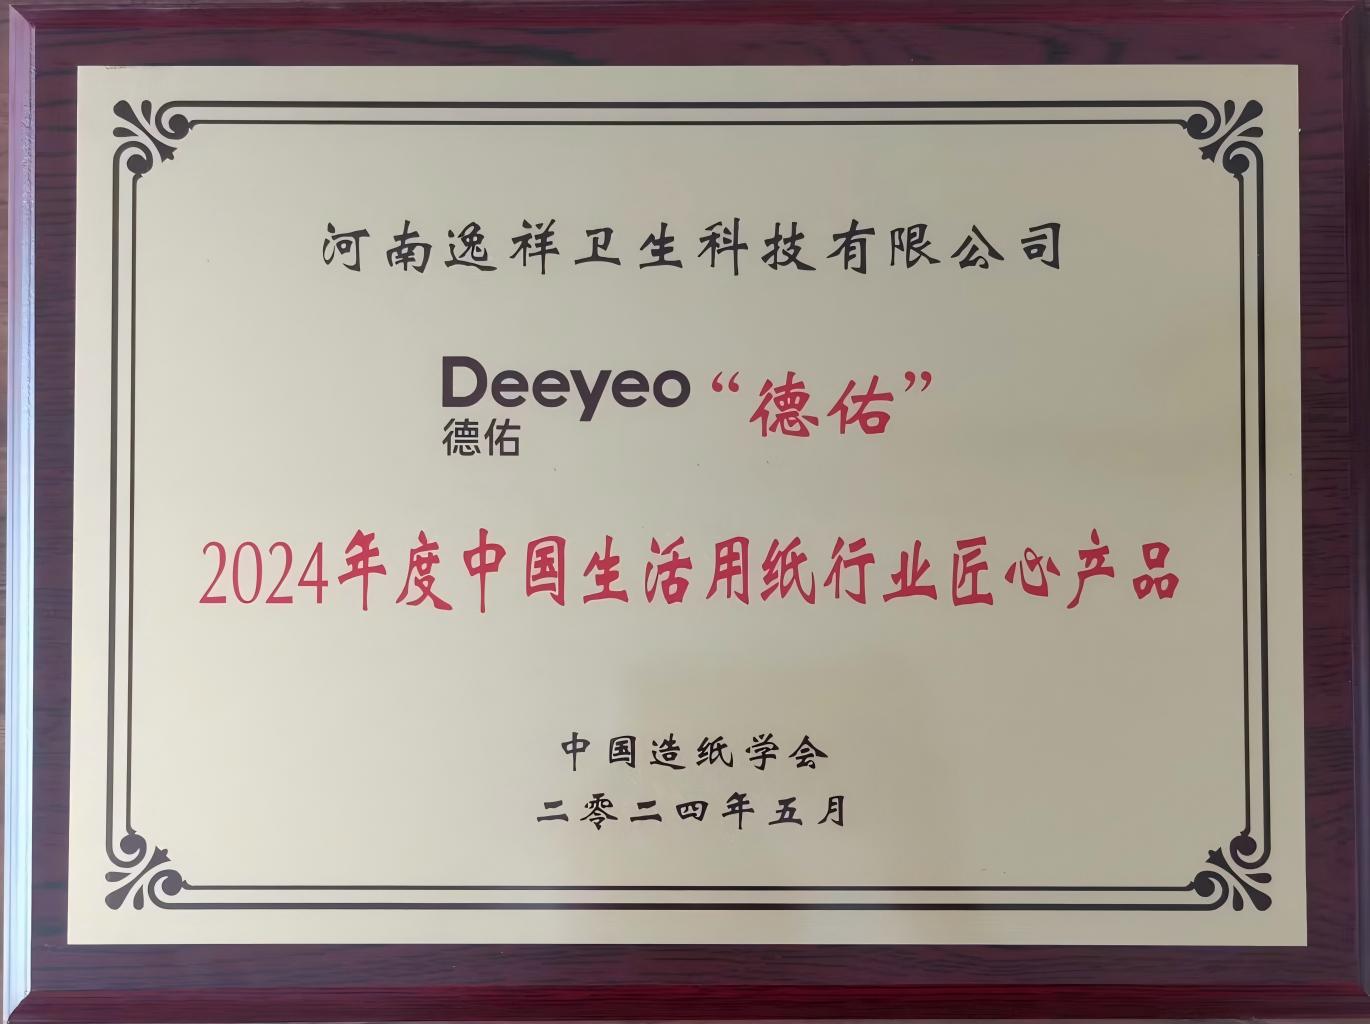 河南逸祥卫生科技有限公司
Deeyeo “德佑”
德佑
2024年度中国生活用纸行业匠心产品
中国造纸学会
二零二四年五月